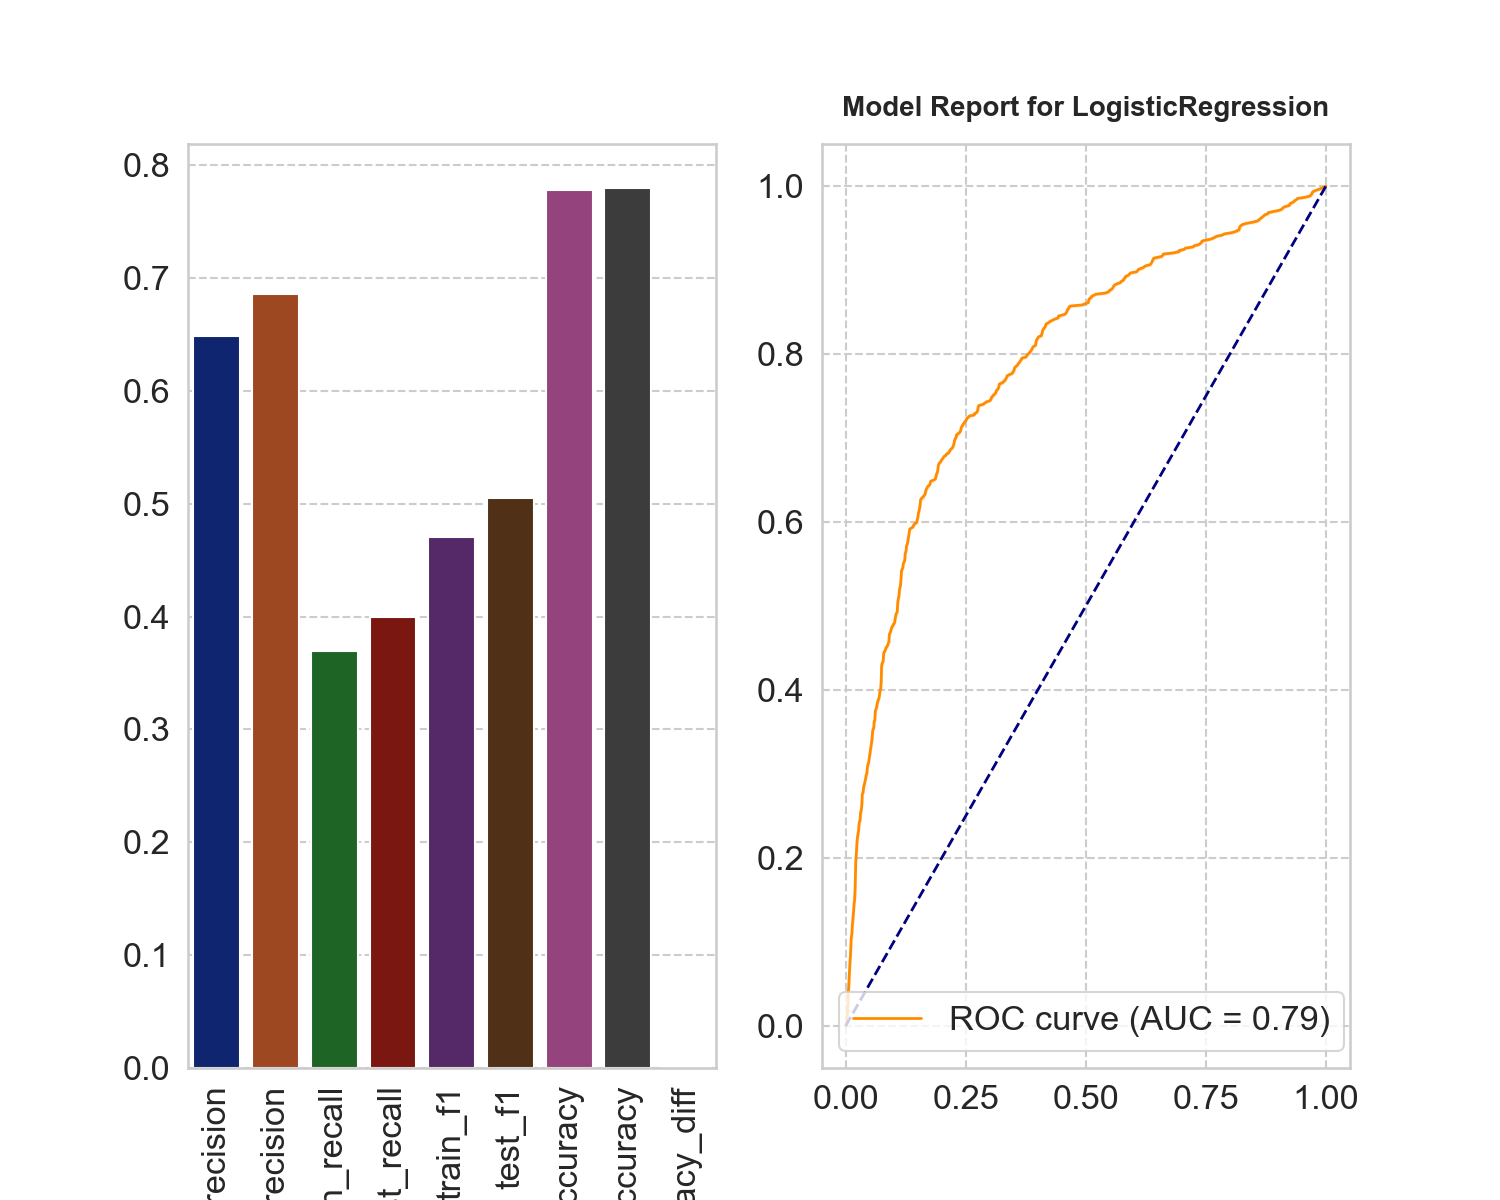 Model Report for LogisticRegression
0.8
0.7
0.6
0.5
0.4
0.3
0.2
0.1
0.0
recision
recision
n_recall
t_recall
train_f1
test_f1
ccuracy
ccuracy
acy_diff
1.0
0.8
0.6
0.4
0.2
0.0
ROC curve (AUC = 0.79)
0.00 0.25 0.50 0.75 1.00